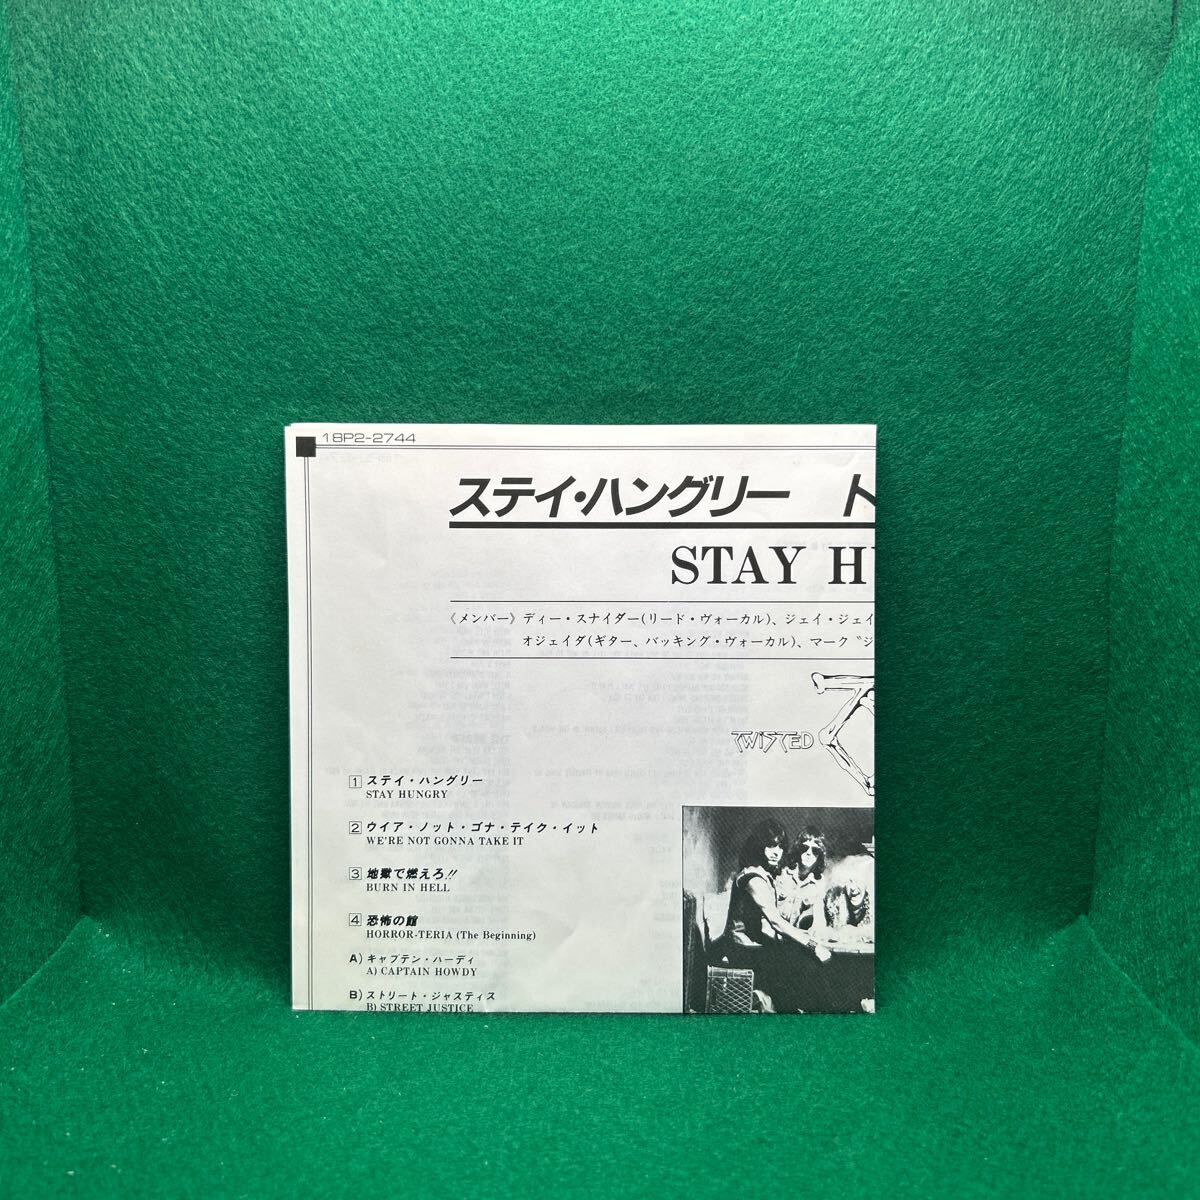 18P2-2744
ステイ・ハングリー ト
STAY H
《メンバー》ディー・スナイダー(リード・ヴォーカル)、ジェイ・ジェイ
オジェイダ(ギター、バッキング・ヴォーカル)、マーク〝ジ
TWISTED
1 ステイ・ハングリー
STAY HUNGRY
2 ウイア・ノット・ゴナ・テイク・イット
WE'RE NOT GONNA TAKE IT
3 地獄で燃えろ!!
BURN IN HELL
4 恐怖の館
HORROR-TERIA (The Beginning)
A) キャプテン・ハーディ
A) CAPTAIN HOWDY
B) ストリート・ジャスティス
B) STREET JUSTICE